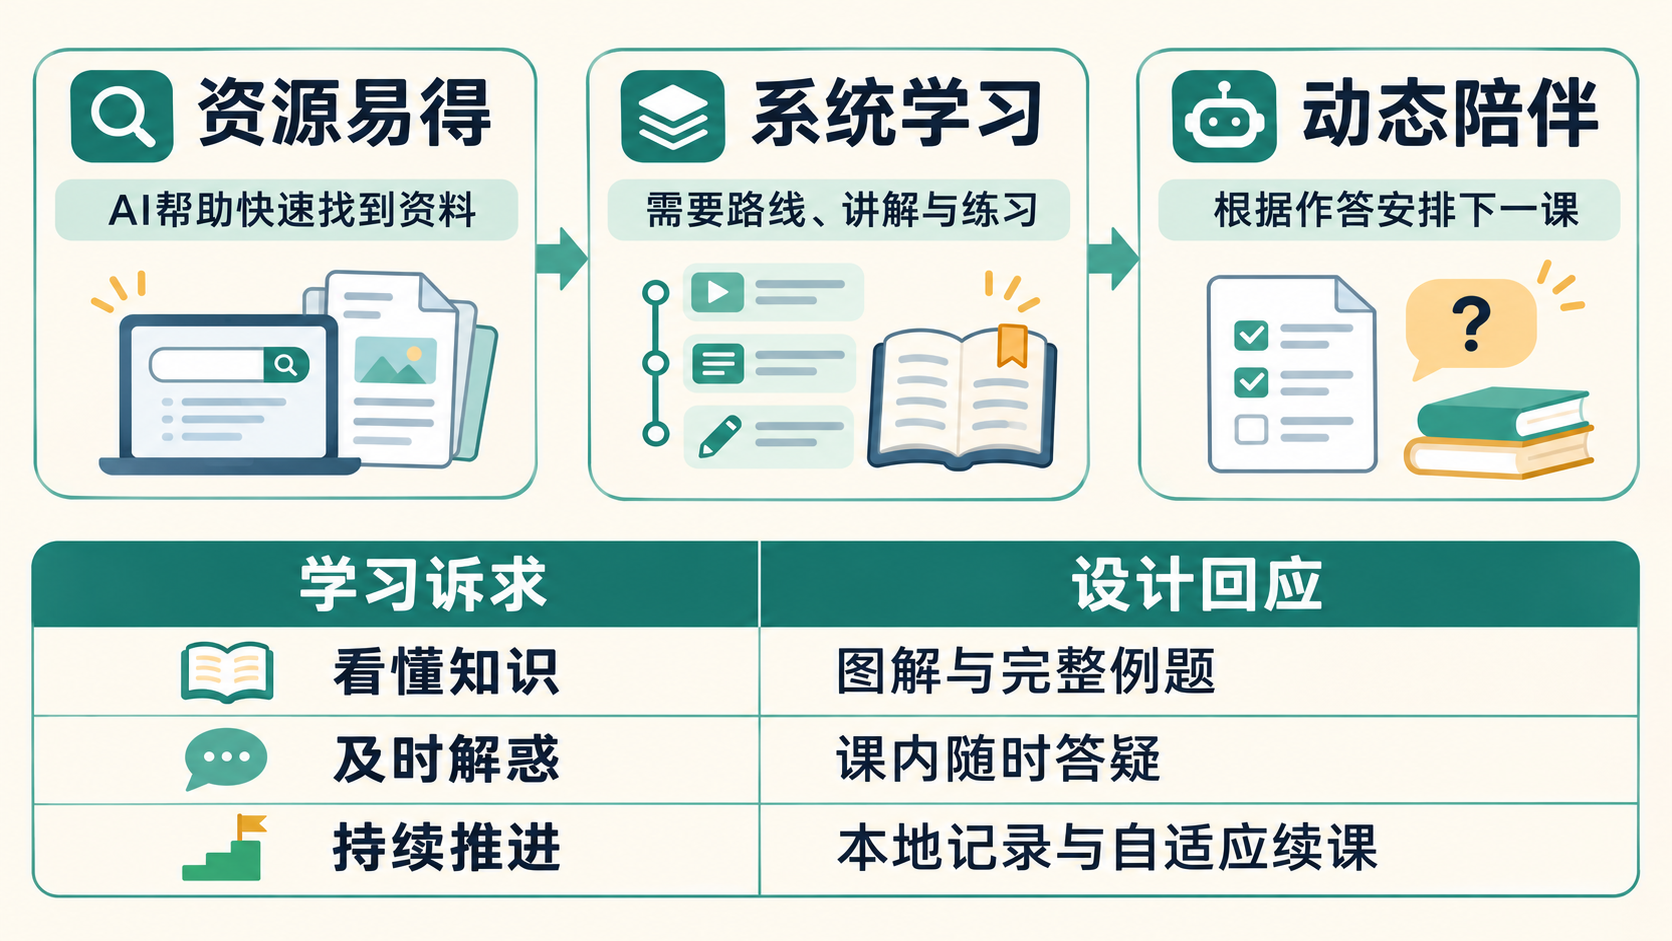 资源易得
AI帮助快速找到资料
系统学习
需要路线、讲解与练习
动态陪伴
根据作答安排下一课
?
学习诉求
设计回应
看懂知识
图解与完整例题
及时解惑
课内随时答疑
持续推进
本地记录与自适应续课